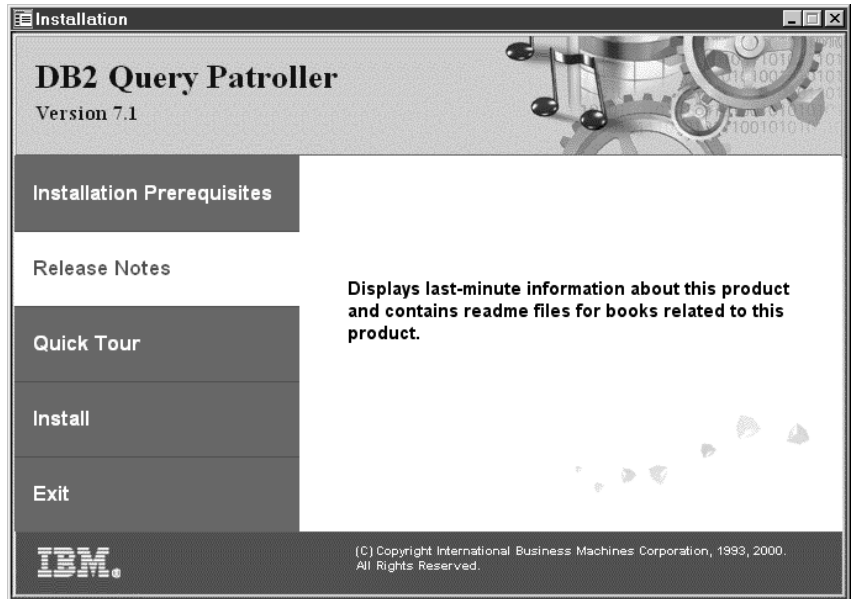 Installation
DB2 Query Patroller
Version 7.1
Installation Prerequisites
Release Notes
Quick Tour
Install
Exit
Displays last-minute information about this product
and contains readme files for books related to this
product.
IBM®
(C) Copyright International Business Machines Corporation, 1993, 2000.
All Rights Reserved.